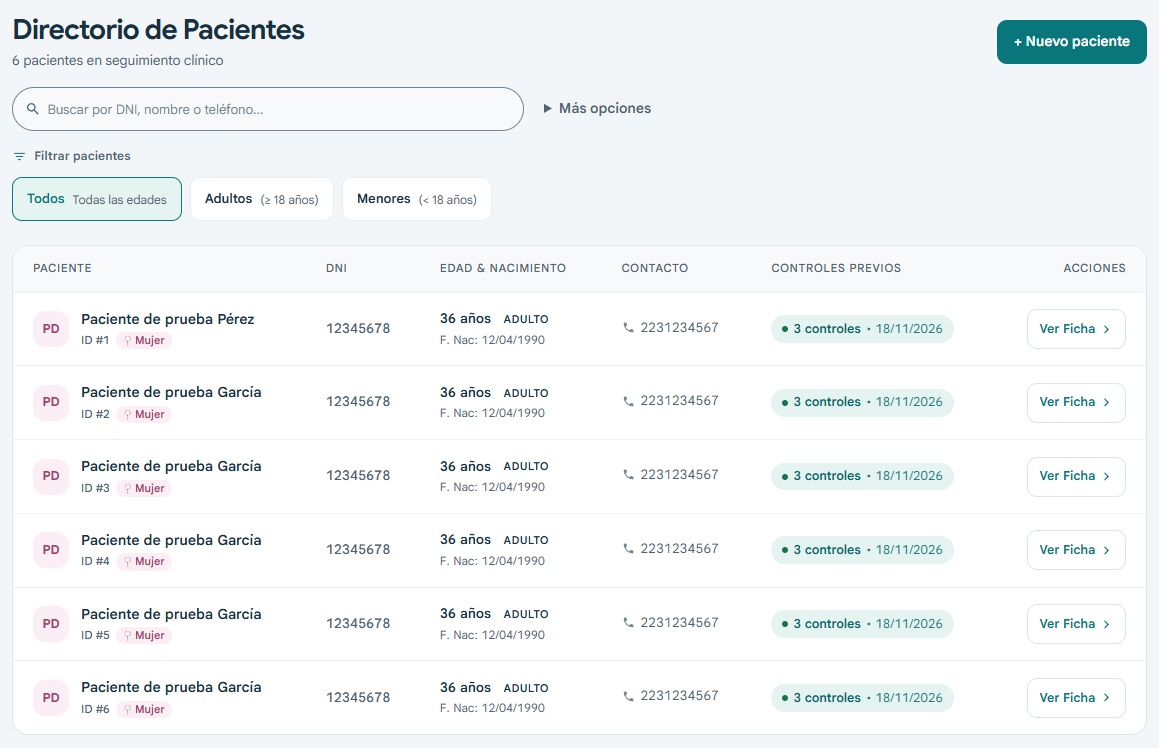 Directorio de Pacientes
6 pacientes en seguimiento clínico
+ Nuevo paciente
Buscar por DNI, nombre o teléfono...
Más opciones
Filtrar pacientes
Todos Todas las edades
Adultos (≥ 18 años)
Menores (< 18 años)
PACIENTE DNI EDAD & NACIMIENTO CONTACTO CONTROLES PREVIOS ACCIONES
PD Paciente de prueba Pérez 12345678 36 años ADULTO 2231234567 3 controles • 18/11/2026 Ver Ficha
ID #1 Mujer F. Nac: 12/04/1990
PD Paciente de prueba García 12345678 36 años ADULTO 2231234567 3 controles • 18/11/2026 Ver Ficha
ID #2 Mujer F. Nac: 12/04/1990
PD Paciente de prueba García 12345678 36 años ADULTO 2231234567 3 controles • 18/11/2026 Ver Ficha
ID #3 Mujer F. Nac: 12/04/1990
PD Paciente de prueba García 12345678 36 años ADULTO 2231234567 3 controles • 18/11/2026 Ver Ficha
ID #4 Mujer F. Nac: 12/04/1990
PD Paciente de prueba García 12345678 36 años ADULTO 2231234567 3 controles • 18/11/2026 Ver Ficha
ID #5 Mujer F. Nac: 12/04/1990
PD Paciente de prueba García 12345678 36 años ADULTO 2231234567 3 controles • 18/11/2026 Ver Ficha
ID #6 Mujer F. Nac: 12/04/1990